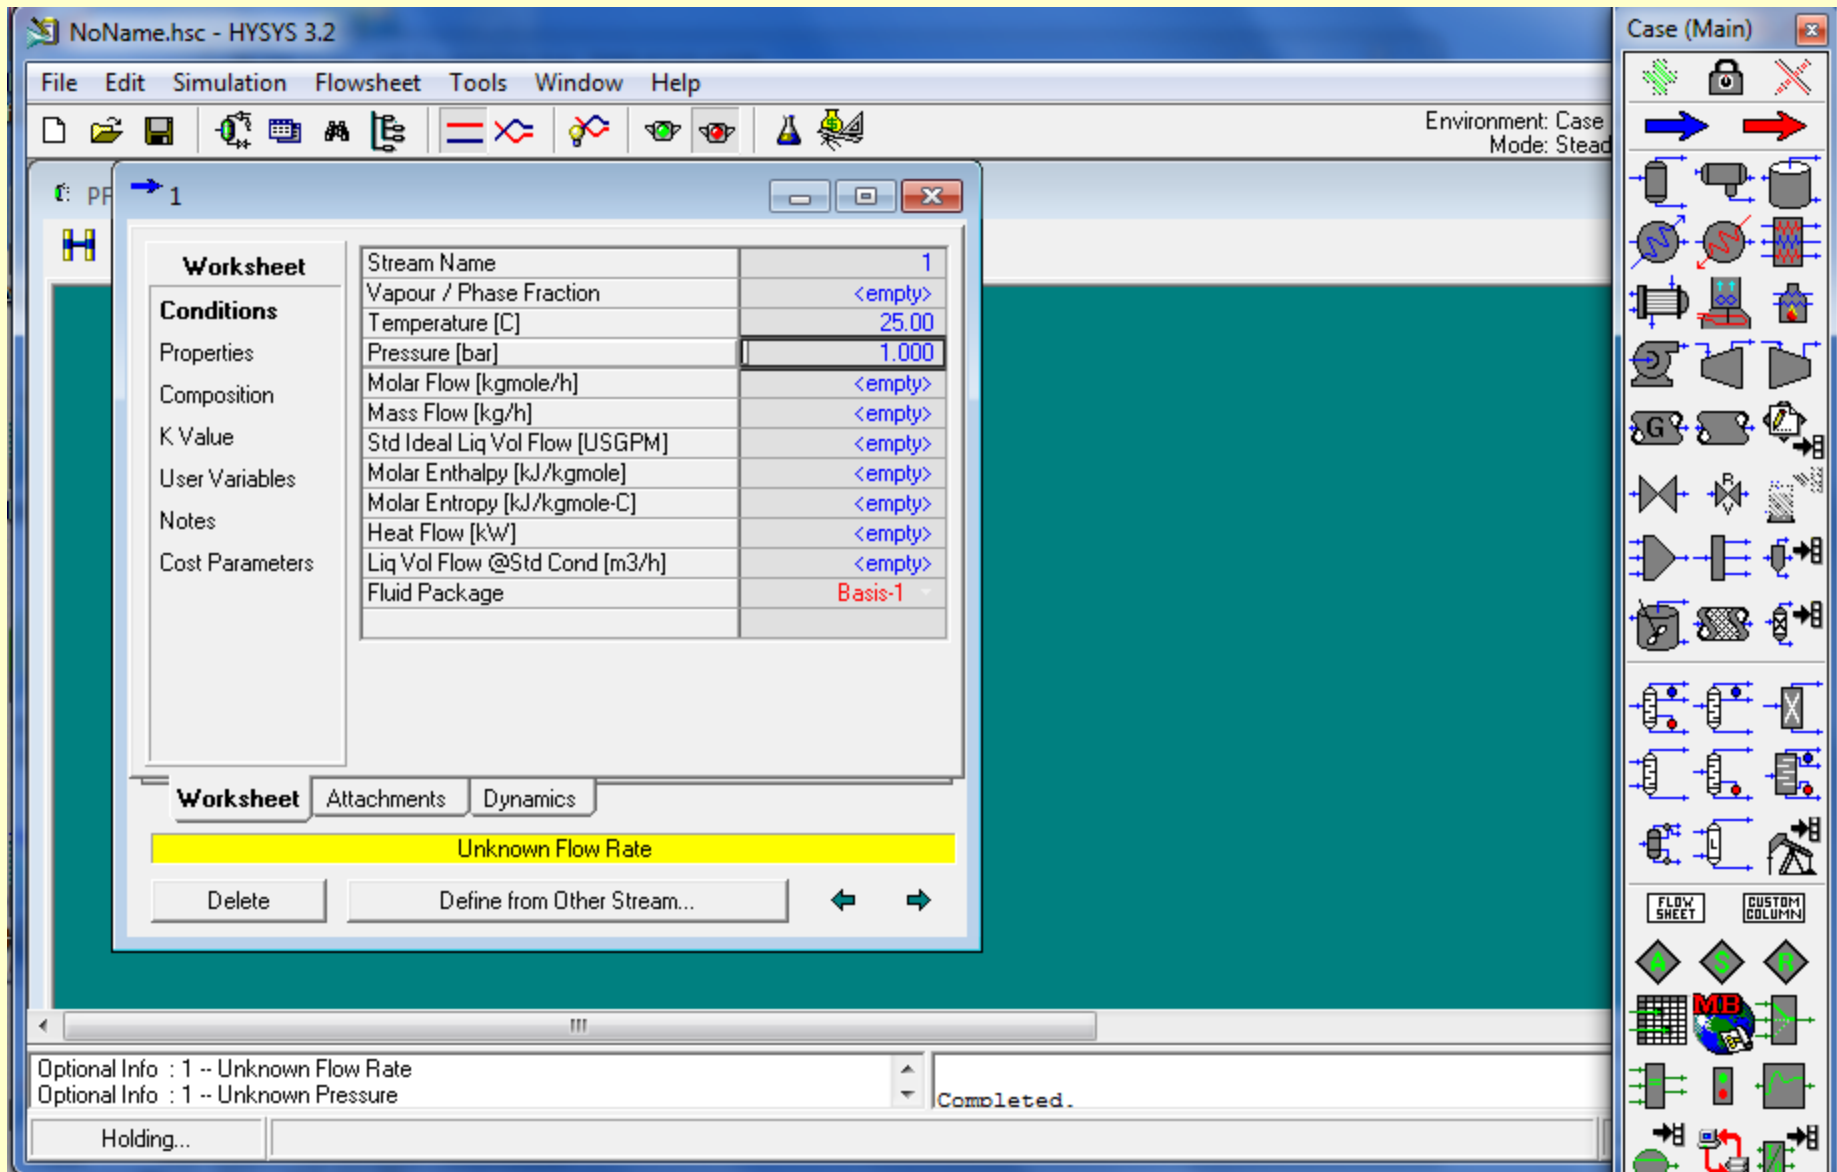 NoName.hsc - HYSYS 3.2
Case (Main)
File Edit Simulation Flowsheet Tools Window Help
Environment: Case
Mode: Stead
PF
1
Worksheet
Conditions
Properties
Composition
K Value
User Variables
Notes
Cost Parameters
Stream Name 1
Vapour / Phase Fraction <empty>
Temperature [C] 25.00
Pressure [bar] 1.000
Molar Flow [kgmole/h] <empty>
Mass Flow [kg/h] <empty>
Std Ideal Liq Vol Flow [USGPM] <empty>
Molar Enthalpy [kJ/kgmole] <empty>
Molar Entropy [kJ/kgmole-C] <empty>
Heat Flow [kW] <empty>
Liq Vol Flow @Std Cond [m3/h] <empty>
Fluid Package Basis-1
Worksheet Attachments Dynamics
Unknown Flow Rate
Delete Define from Other Stream...
Optional Info : 1 -- Unknown Flow Rate
Optional Info : 1 -- Unknown Pressure
Completed.
Holding...
G
R
V
L
FLOW SHEET
CUSTOM COLUMN
A S R
MB